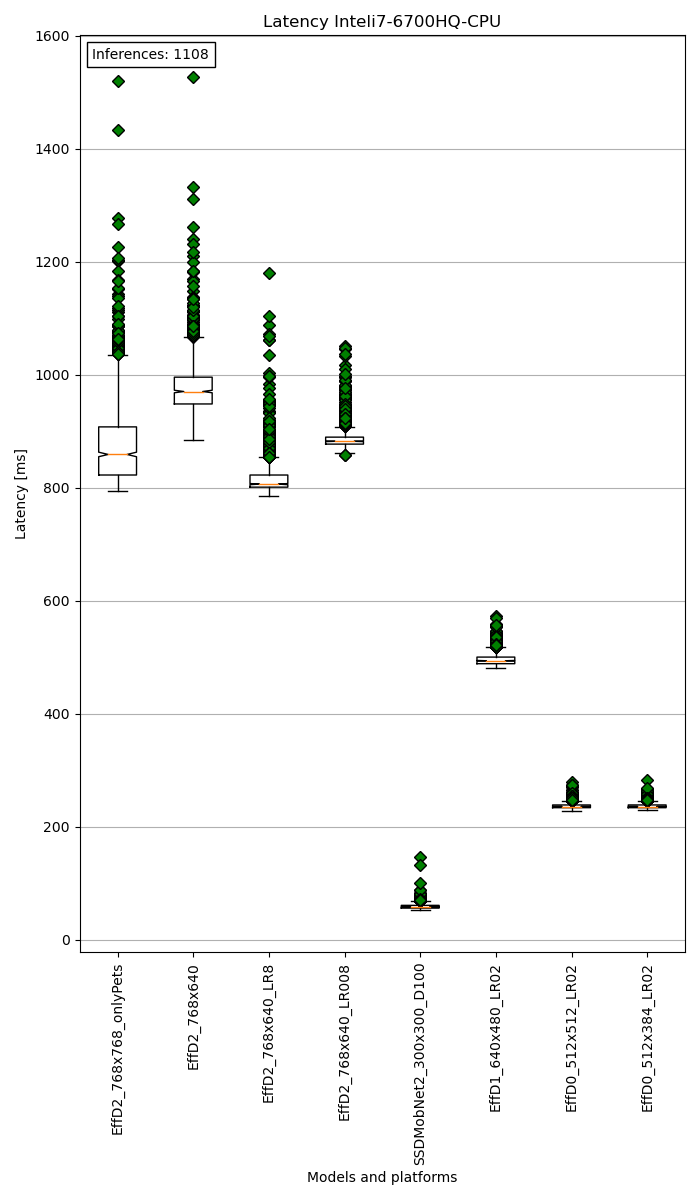 Latency Inteli7-6700HQ-CPU
Inferences: 1108
Latency [ms]
1600
1400
1200
1000
800
600
400
200
0
EffD2_768x768_onlyPets
EffD2_768x640
EffD2_768x640_LR8
EffD2_768x640_LR008
SSDMobNet2_300x300_D100
EffD1_640x480_LR02
EffD0_512x512_LR02
EffD0_512x384_LR02
Models and platforms